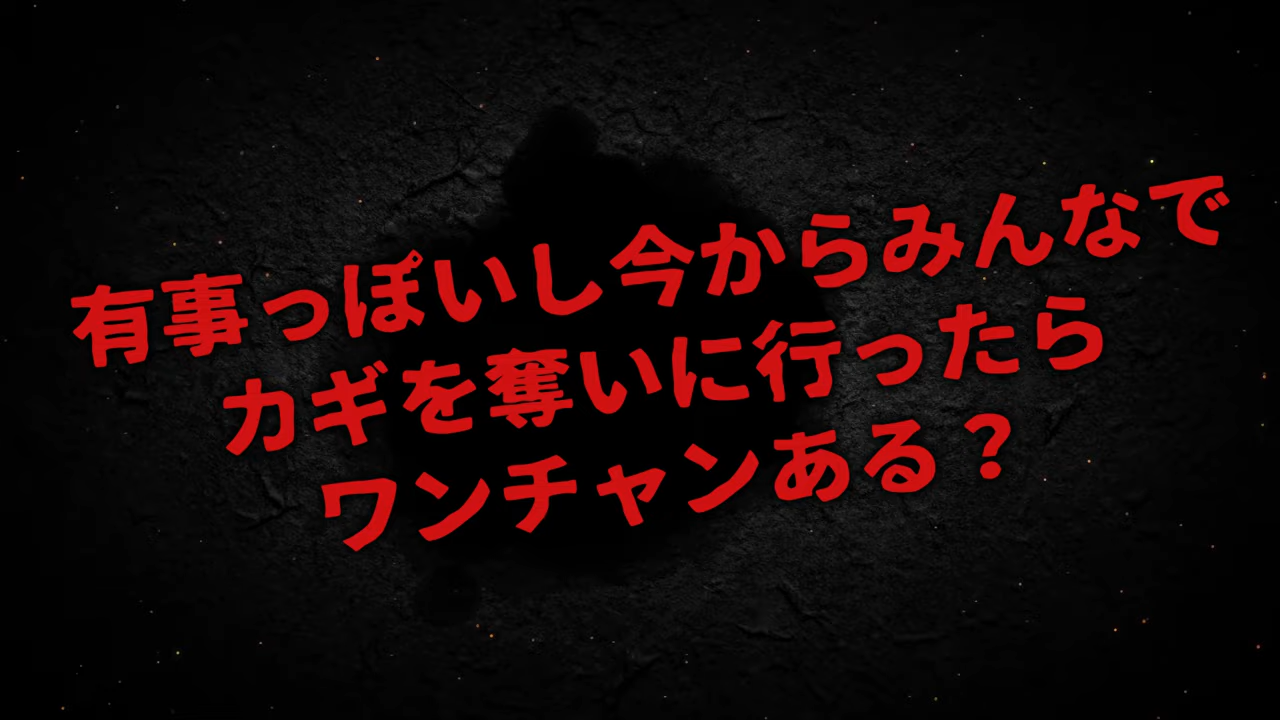 有事っぽいし今からみんなで
カギを奪いに行ったら
ワンチャンある？